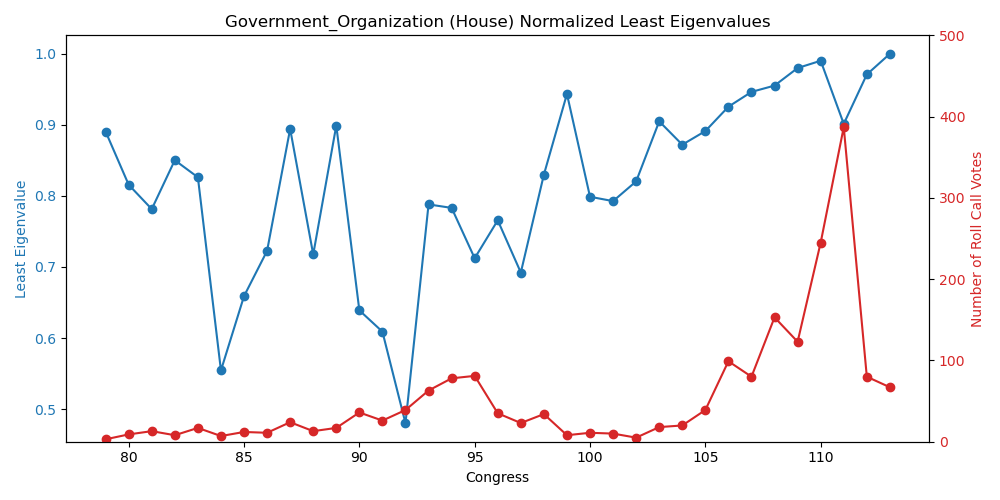 Government_Organization (House) Normalized Least Eigenvalues
Least Eigenvalue
1.0
0.9
0.8
0.7
0.6
0.5
500
400
300
200
100
0
Number of Roll Call Votes
80 85 90 95 100 105 110
Congress